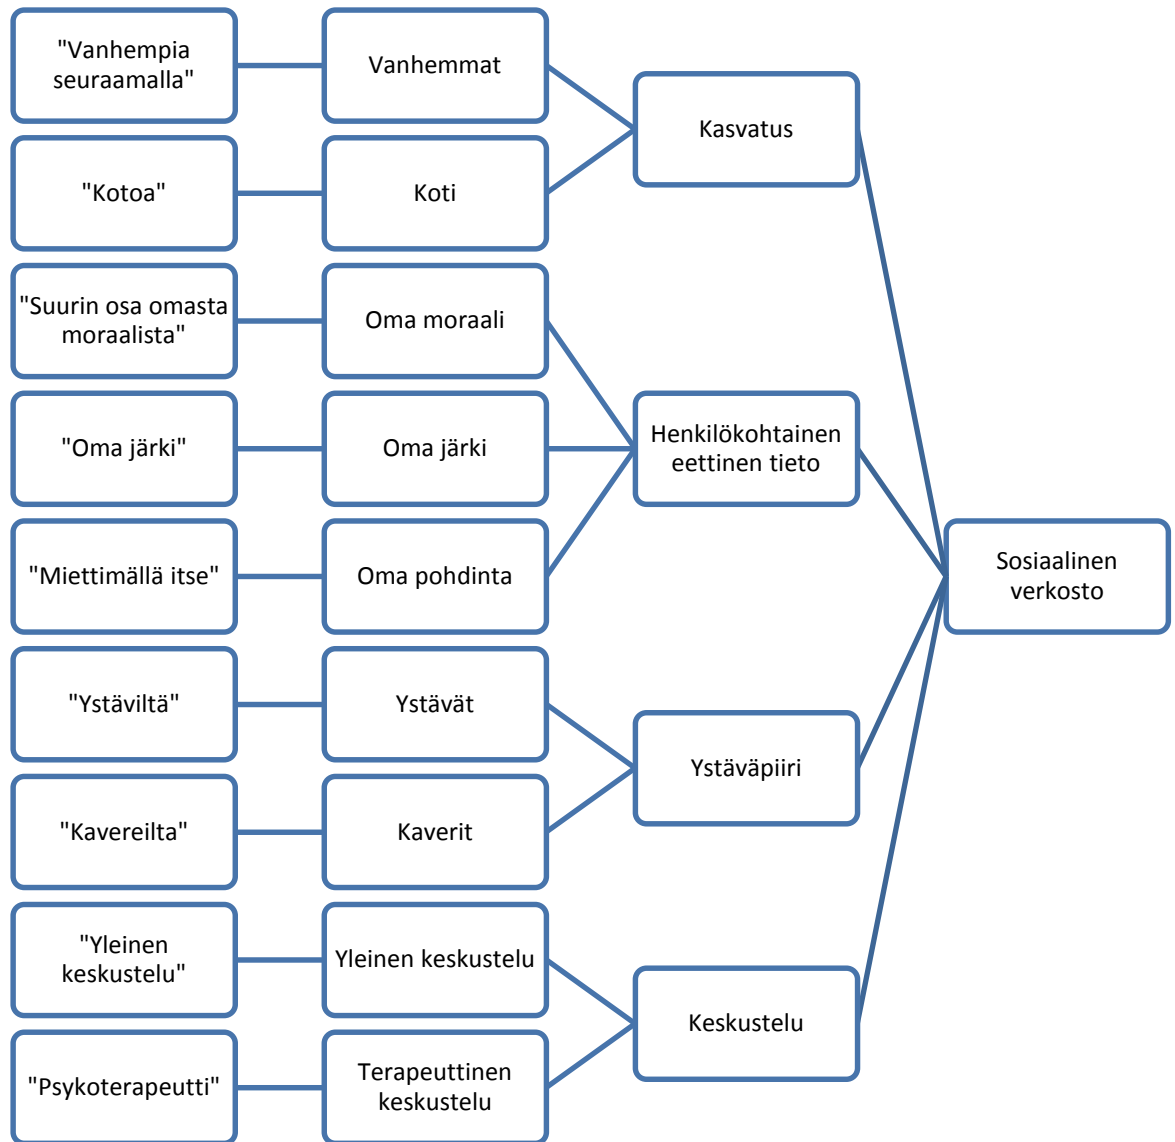 "Vanhempia
seuraamalla"
Vanhemmat
Kasvatus
"Kotoa"
Koti
"Suurin osa omasta
moraalista"
Oma moraali
"Oma järki"
Oma järki
Henkilökohtainen
eettinen tieto
"Miettimällä itse"
Oma pohdinta
Sosiaalinen
verkosto
"Ystäviltä"
Ystävät
Ystäväpiiri
"Kavereilta"
Kaverit
"Yleinen
keskustelu"
Yleinen keskustelu
Keskustelu
"Psykoterapeutti"
Terapeuttinen
keskustelu